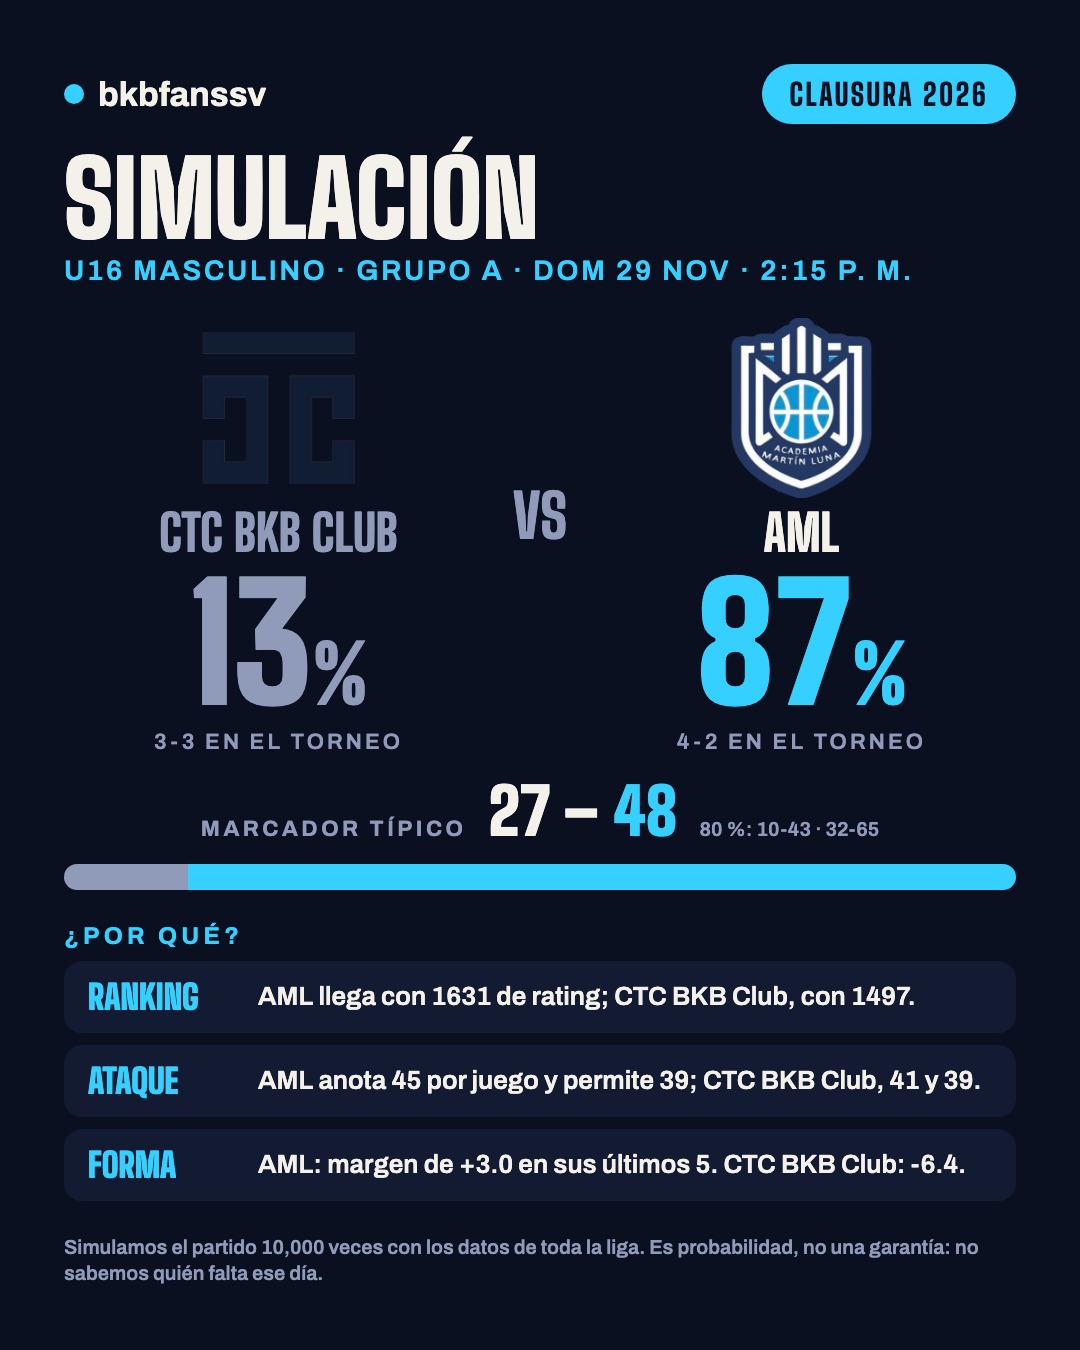 bkbfanssv
CLAUSURA 2026
SIMULACIÓN
U16 MASCULINO · GRUPO A · DOM 29 NOV · 2:15 P. M.
ACADEMIA
MARTÍN LUNA
CTC BKB CLUB
VS
AML
13%
87%
3-3 EN EL TORNEO
4-2 EN EL TORNEO
MARCADOR TÍPICO 27 – 48 80 %: 10-43 · 32-65
¿POR QUÉ?
RANKING AML llega con 1631 de rating; CTC BKB Club, con 1497.
ATAQUE AML anota 45 por juego y permite 39; CTC BKB Club, 41 y 39.
FORMA AML: margen de +3.0 en sus últimos 5. CTC BKB Club: -6.4.
Simulamos el partido 10,000 veces con los datos de toda la liga. Es probabilidad, no una garantía: no
sabemos quién falta ese día.